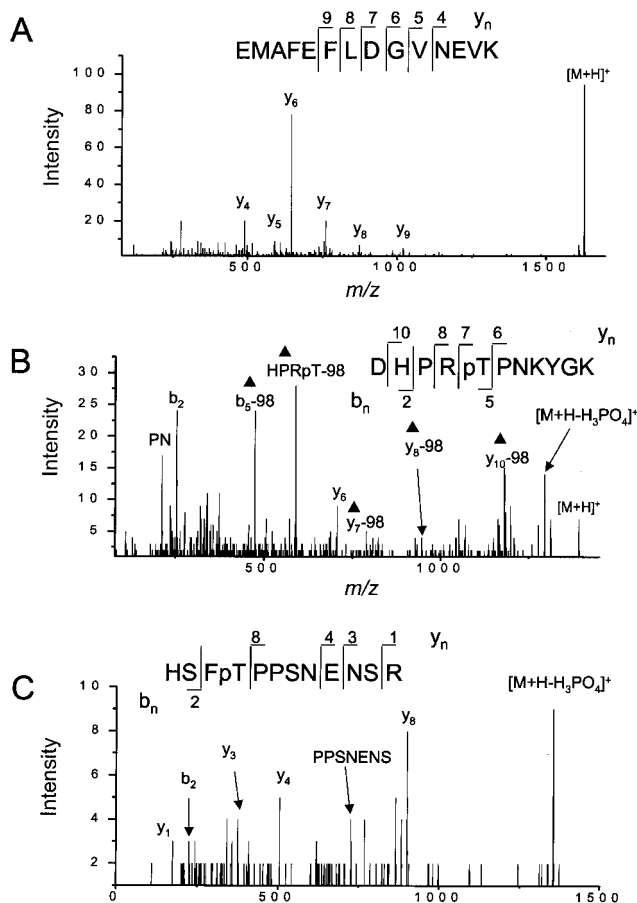 A
9 8 7 6 5 4 yₙ
EMAFEFLDGVNEVK
[M+H]⁺
100
80
60
40
20
Intensity
y₆
y₄
y₅
y₇
y₈
y₉
500 1000 1500
m/z
B
10 8 7 6 yₙ
DHPRpTPNKYGK
bₙ 2 5
▲
HPRpT-98
▲
b₅-98
b₂
PN
▲
y₈-98
▲
y₁₀-98
[M+H-H₃PO₄]⁺
[M+H]⁺
y₆
▲
y₇-98
30
25
20
15
10
5
Intensity
500 1000
m/z
C
8 4 3 1 yₙ
HSFpTPPSNENSR
bₙ 2
[M+H-H₃PO₄]⁺
10
8
6
4
2
Intensity
y₁
b₂
y₃
y₄
PPSNENS
y₈
0 500 1000 1500